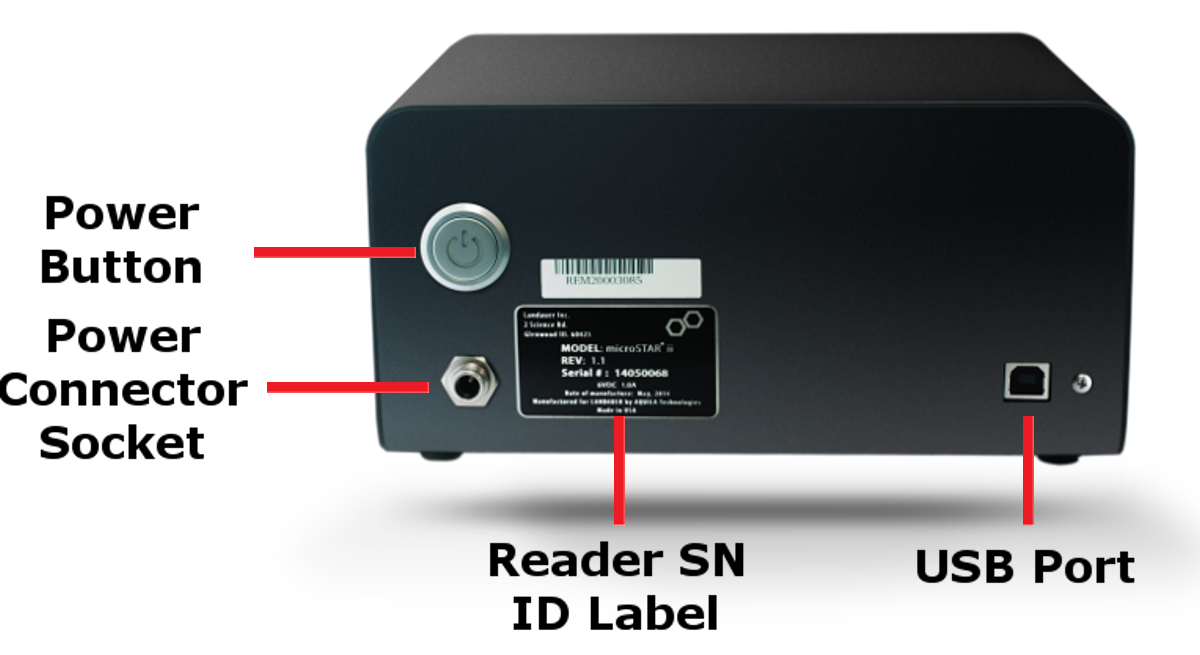 Power
Button
Power
Connector
Socket
REM20003085
Landauer Inc.
2 Science Rd.
Glenwood Ill. 60425
MODEL: microSTAR ii
REV: 1.1
Serial # : 14050068
6VDC 1.0A
Date of manufacture: May, 2014
Manufactured for LANDAUER by AQUILA Technologies
Made in USA
Reader SN
ID Label
USB Port